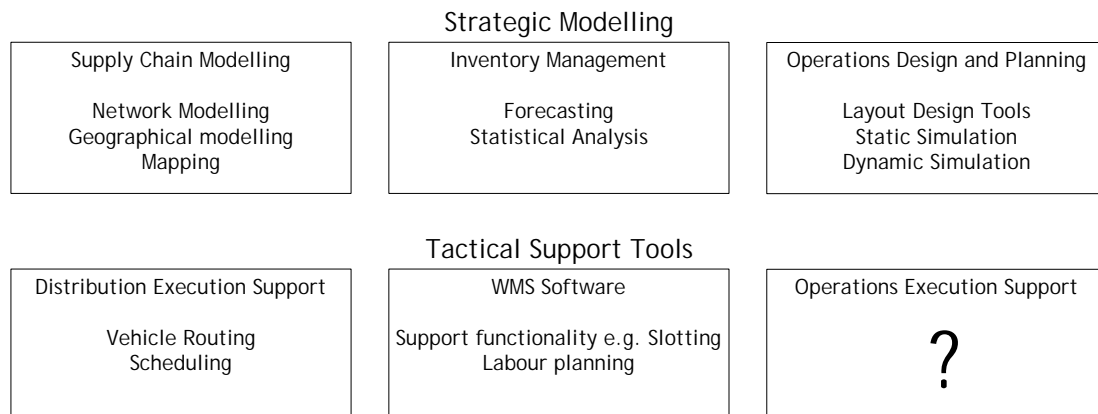 Strategic Modelling
Supply Chain Modelling
Network Modelling
Geographical modelling
Mapping
Inventory Management
Forecasting
Statistical Analysis
Operations Design and Planning
Layout Design Tools
Static Simulation
Dynamic Simulation
Tactical Support Tools
Distribution Execution Support
Vehicle Routing
Scheduling
WMS Software
Support functionality e.g. Slotting
Labour planning
Operations Execution Support
?